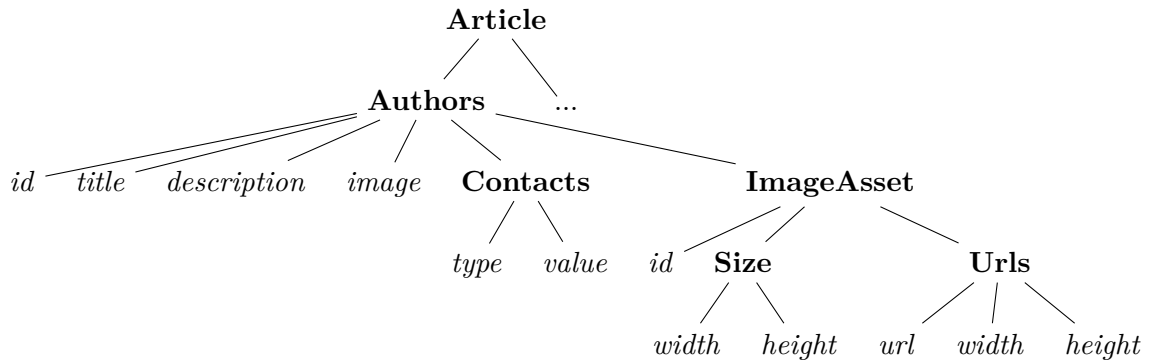 Article
Authors ...
id title description image Contacts ImageAsset
type value id Size Urls
width height url width height